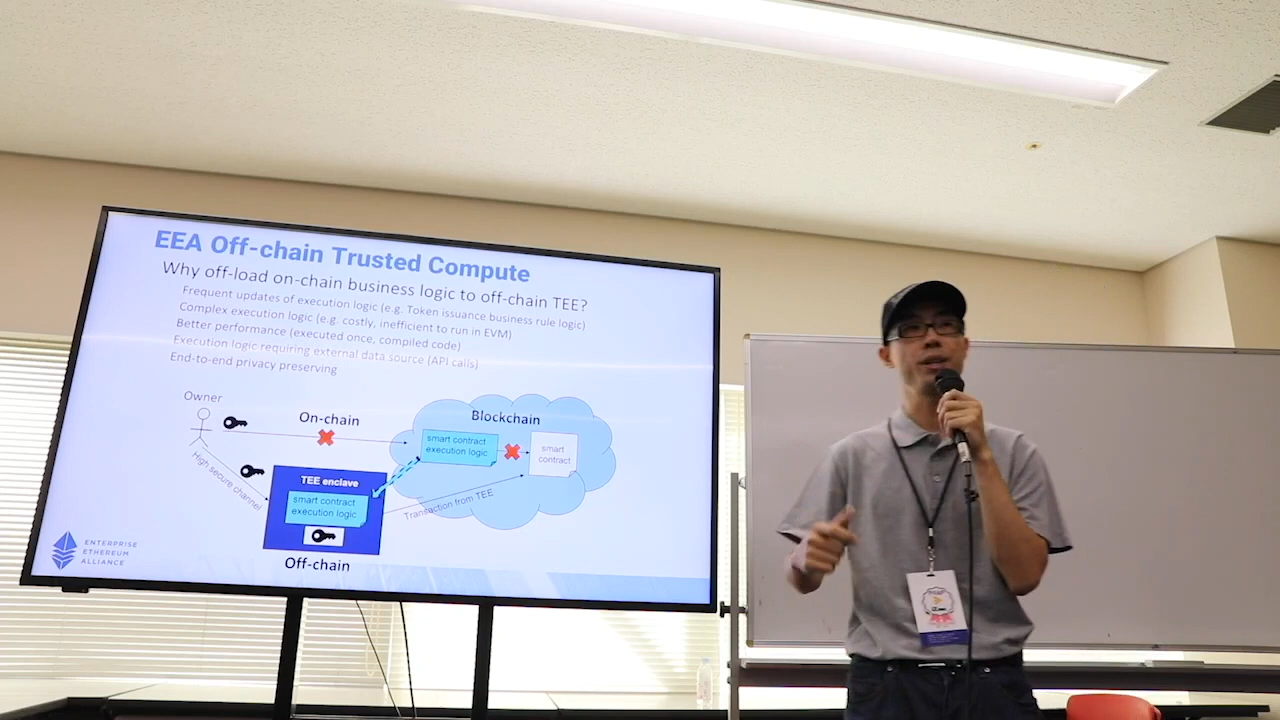 EEA Off-chain Trusted Compute
Why off-load on-chain business logic to off-chain TEE?
Frequent updates of execution logic (e.g. Token issuance business rule logic)
Complex execution logic (e.g. costly, inefficient to run in EVM)
Better performance (executed once, compiled code)
Execution logic requiring external data source (API calls)
End-to-end privacy preserving
Owner
On-chain
Blockchain
smart contract
execution logic
smart
contract
High secure channel
TEE enclave
smart contract
execution logic
Transaction from TEE
Off-chain
ENTERPRISE
ETHEREUM
ALLIANCE